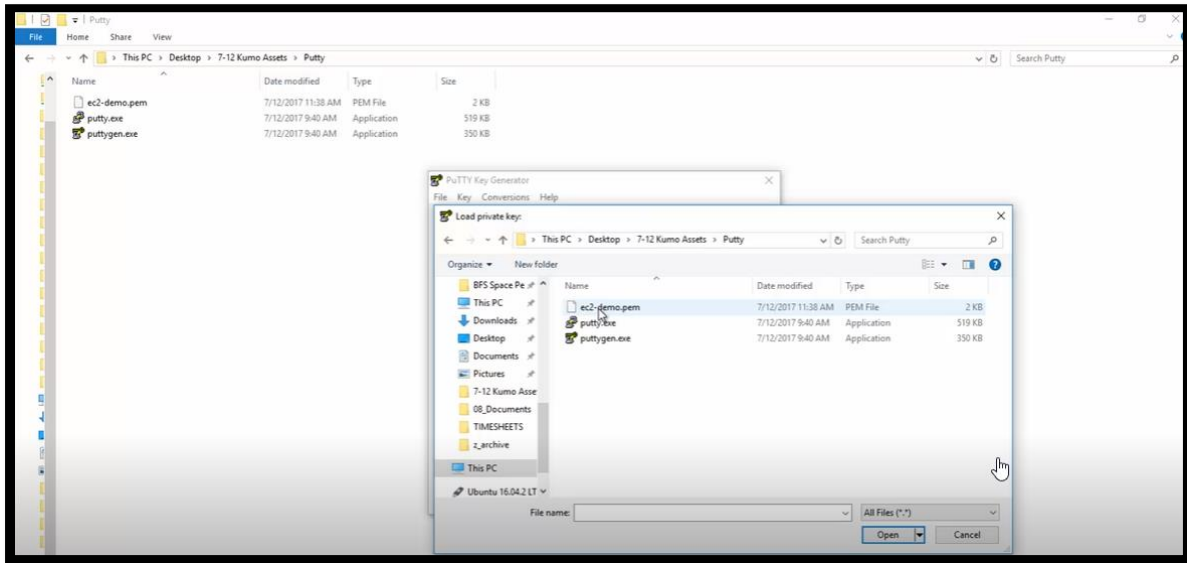 Putty
File Home Share View
This PC > Desktop > 7-12 Kumo Assets > Putty
Search Putty
Name Date modified Type Size
ec2-demo.pem 7/12/2017 11:38 AM PEM File 2 KB
putty.exe 7/12/2017 9:40 AM Application 519 KB
puttygen.exe 7/12/2017 9:40 AM Application 350 KB
PuTTY Key Generator
File Key Conversions Help
Load private key:
This PC > Desktop > 7-12 Kumo Assets > Putty
Search Putty
Organize New folder
Name Date modified Type Size
ec2-demo.pem 7/12/2017 11:38 AM PEM File 2 KB
putty.exe 7/12/2017 9:40 AM Application 519 KB
puttygen.exe 7/12/2017 9:40 AM Application 350 KB
BFS Space Pe
This PC
Downloads
Desktop
Documents
Pictures
7-12 Kumo Asse
08_Documents
TIMESHEETS
z_archive
This PC
Ubuntu 16.04.2 LT
File name:
All Files (*.*)
Open Cancel